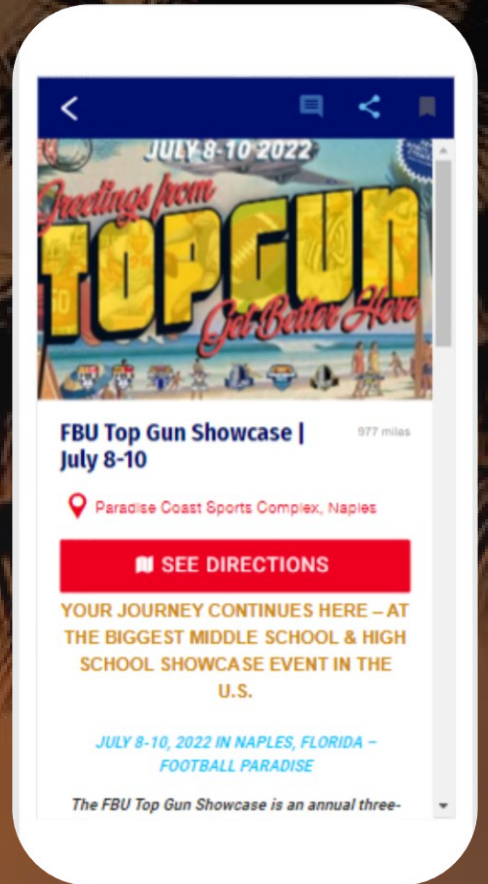 JULY 8-10 2022
Greetings from
TOPGUN
Get Better Here
FBU Top Gun Showcase |
977 miles
July 8-10
Paradise Coast Sports Complex, Naples
SEE DIRECTIONS
YOUR JOURNEY CONTINUES HERE – AT
THE BIGGEST MIDDLE SCHOOL & HIGH
SCHOOL SHOWCASE EVENT IN THE
U.S.
JULY 8-10, 2022 IN NAPLES, FLORIDA –
FOOTBALL PARADISE
The FBU Top Gun Showcase is an annual three-